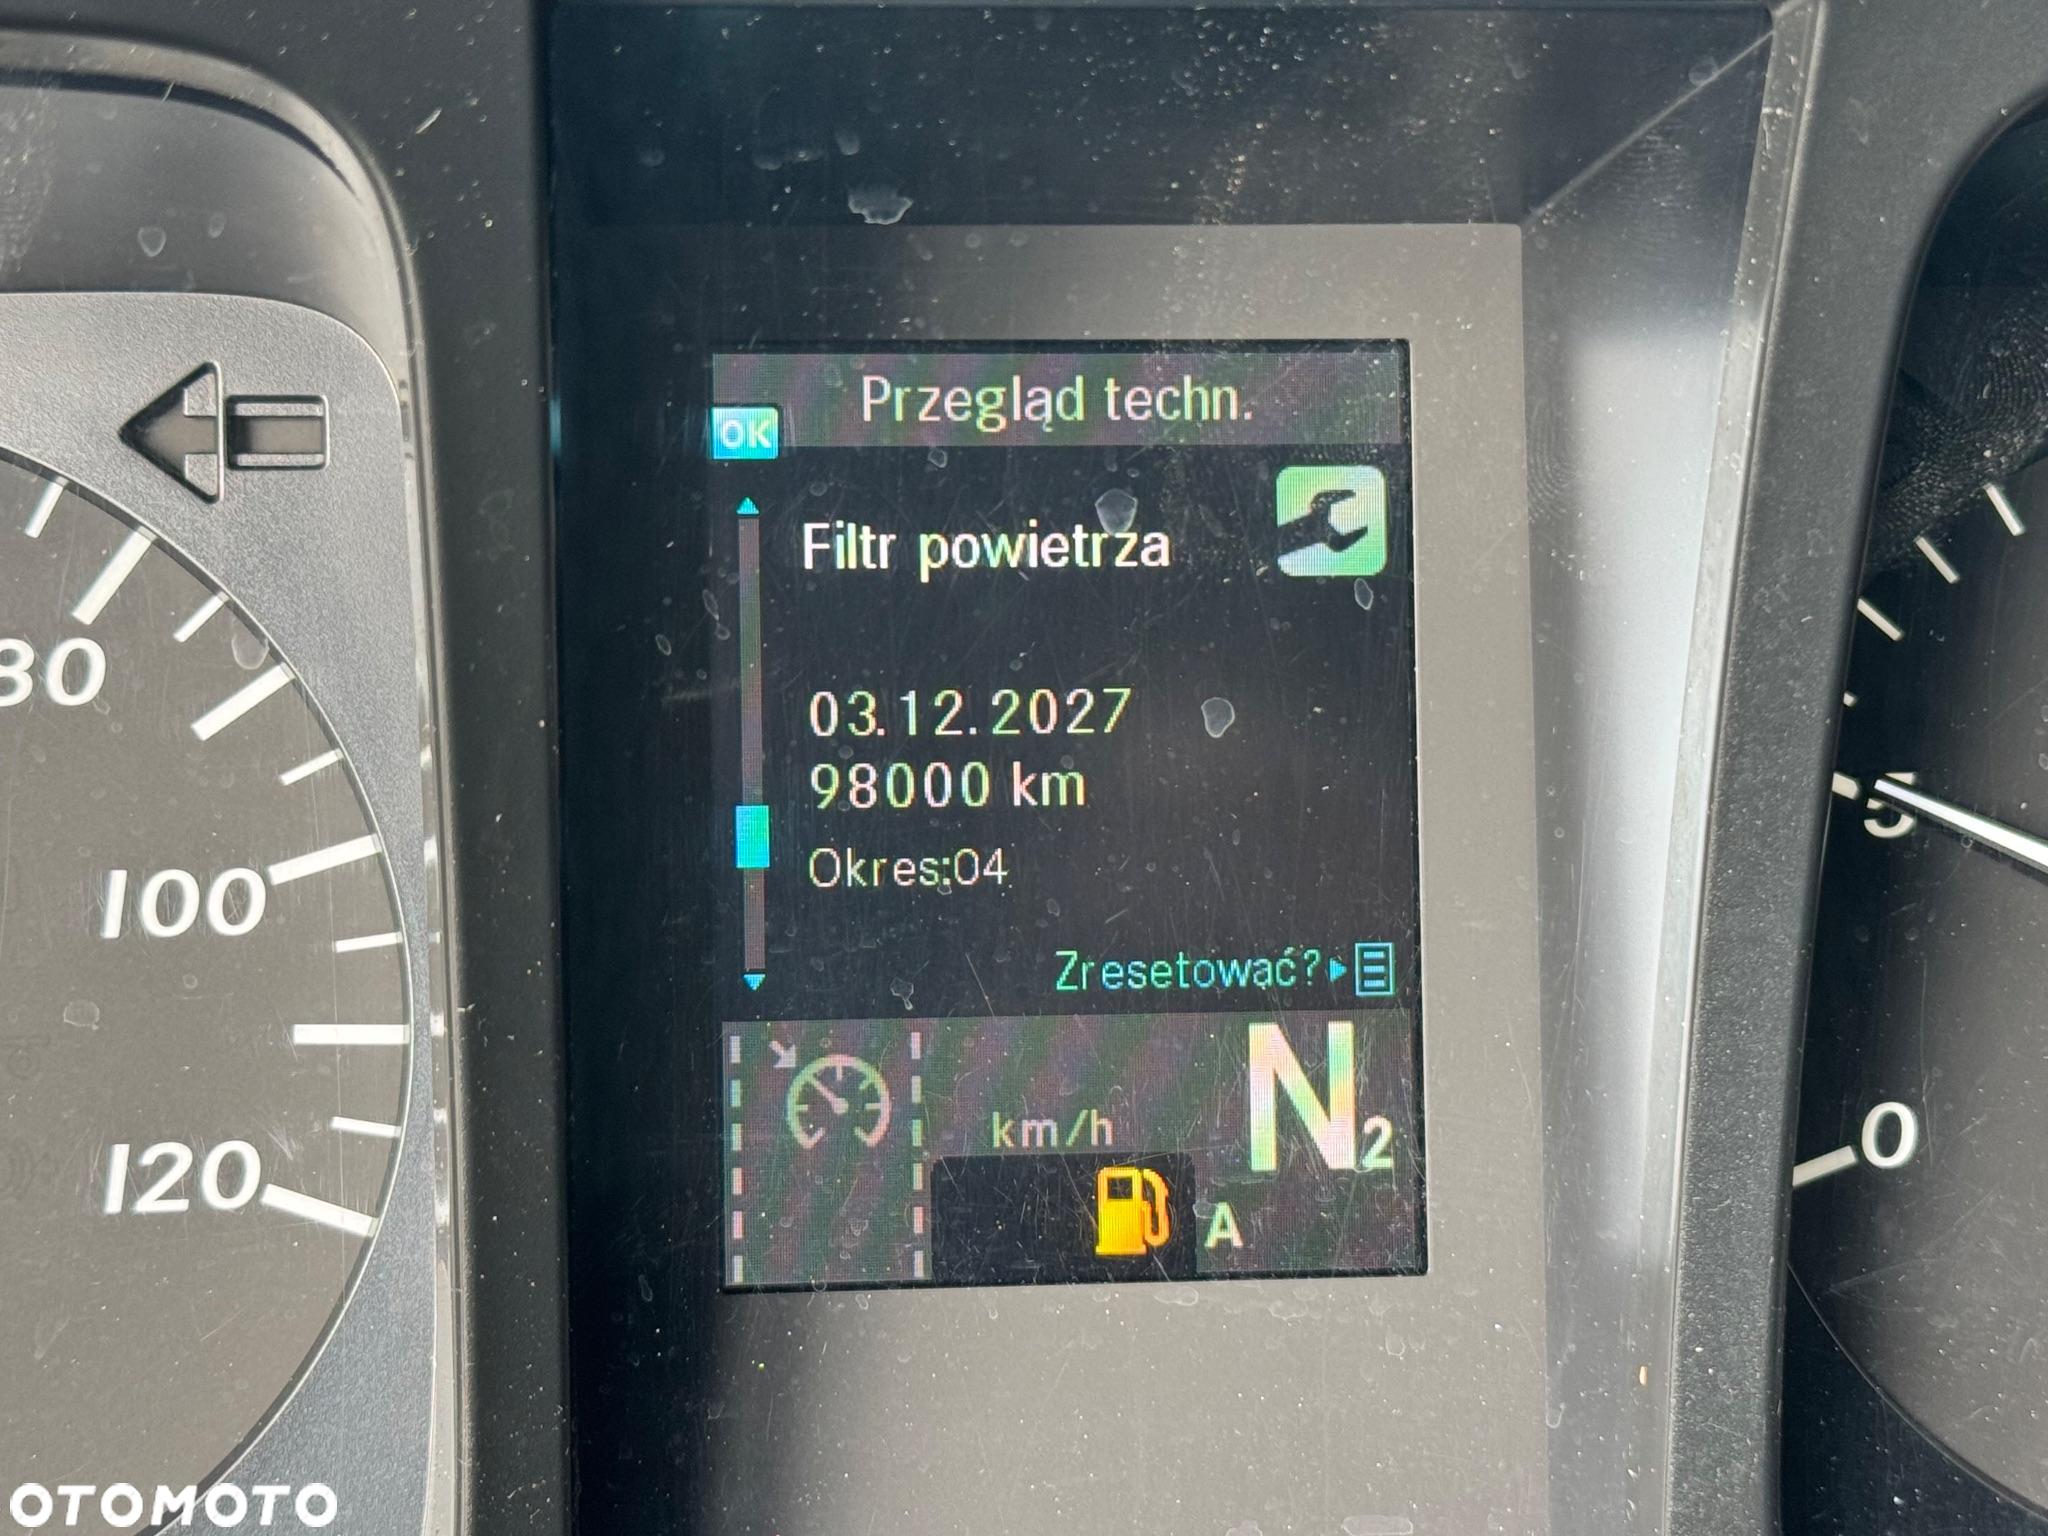 Przegląd techn.
OK
Filtr powietrza
03.12.2027
98000 km
Okres:04
Zresetować?
km/h
N2
A
80
100
120
5
0
OTOMOTO